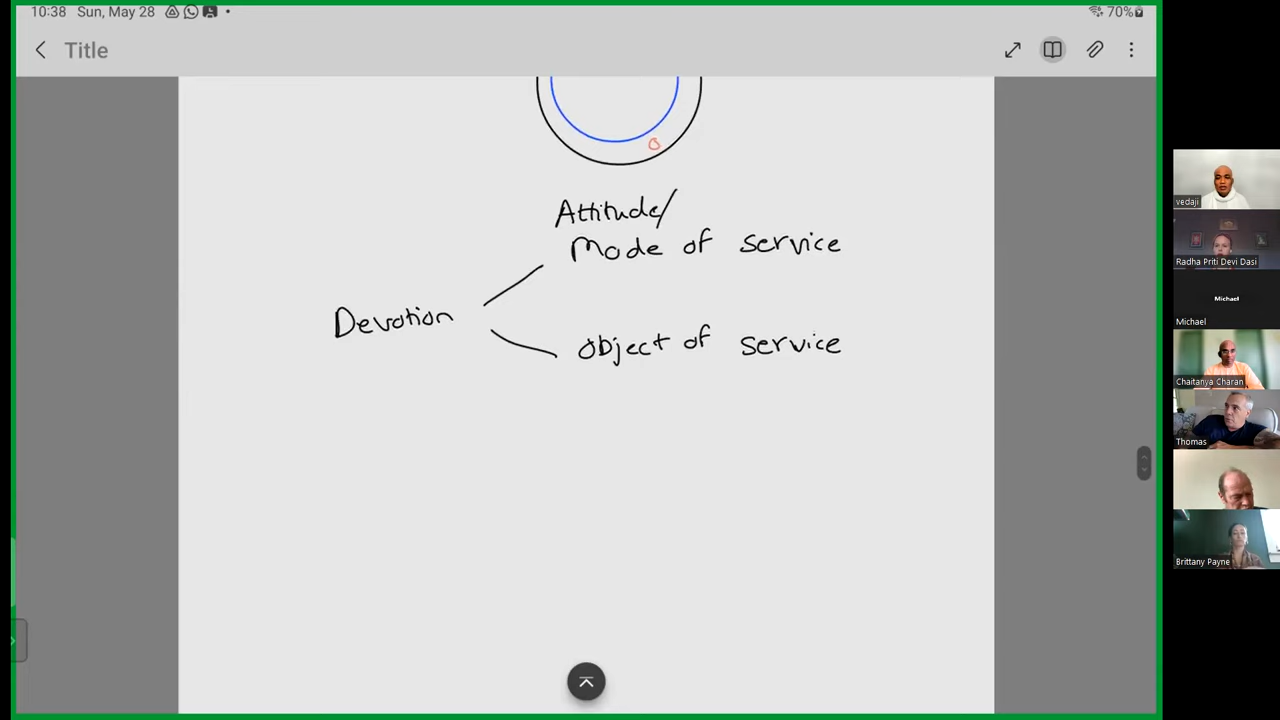 10:38 Sun, May 28
70%
Title
Attitude/
Mode of service
Devotion
Object of service
vedaji
Radha Priti Devi Dasi
Michael
Michael
Chaitanya Charan
Thomas
Brittany Payne